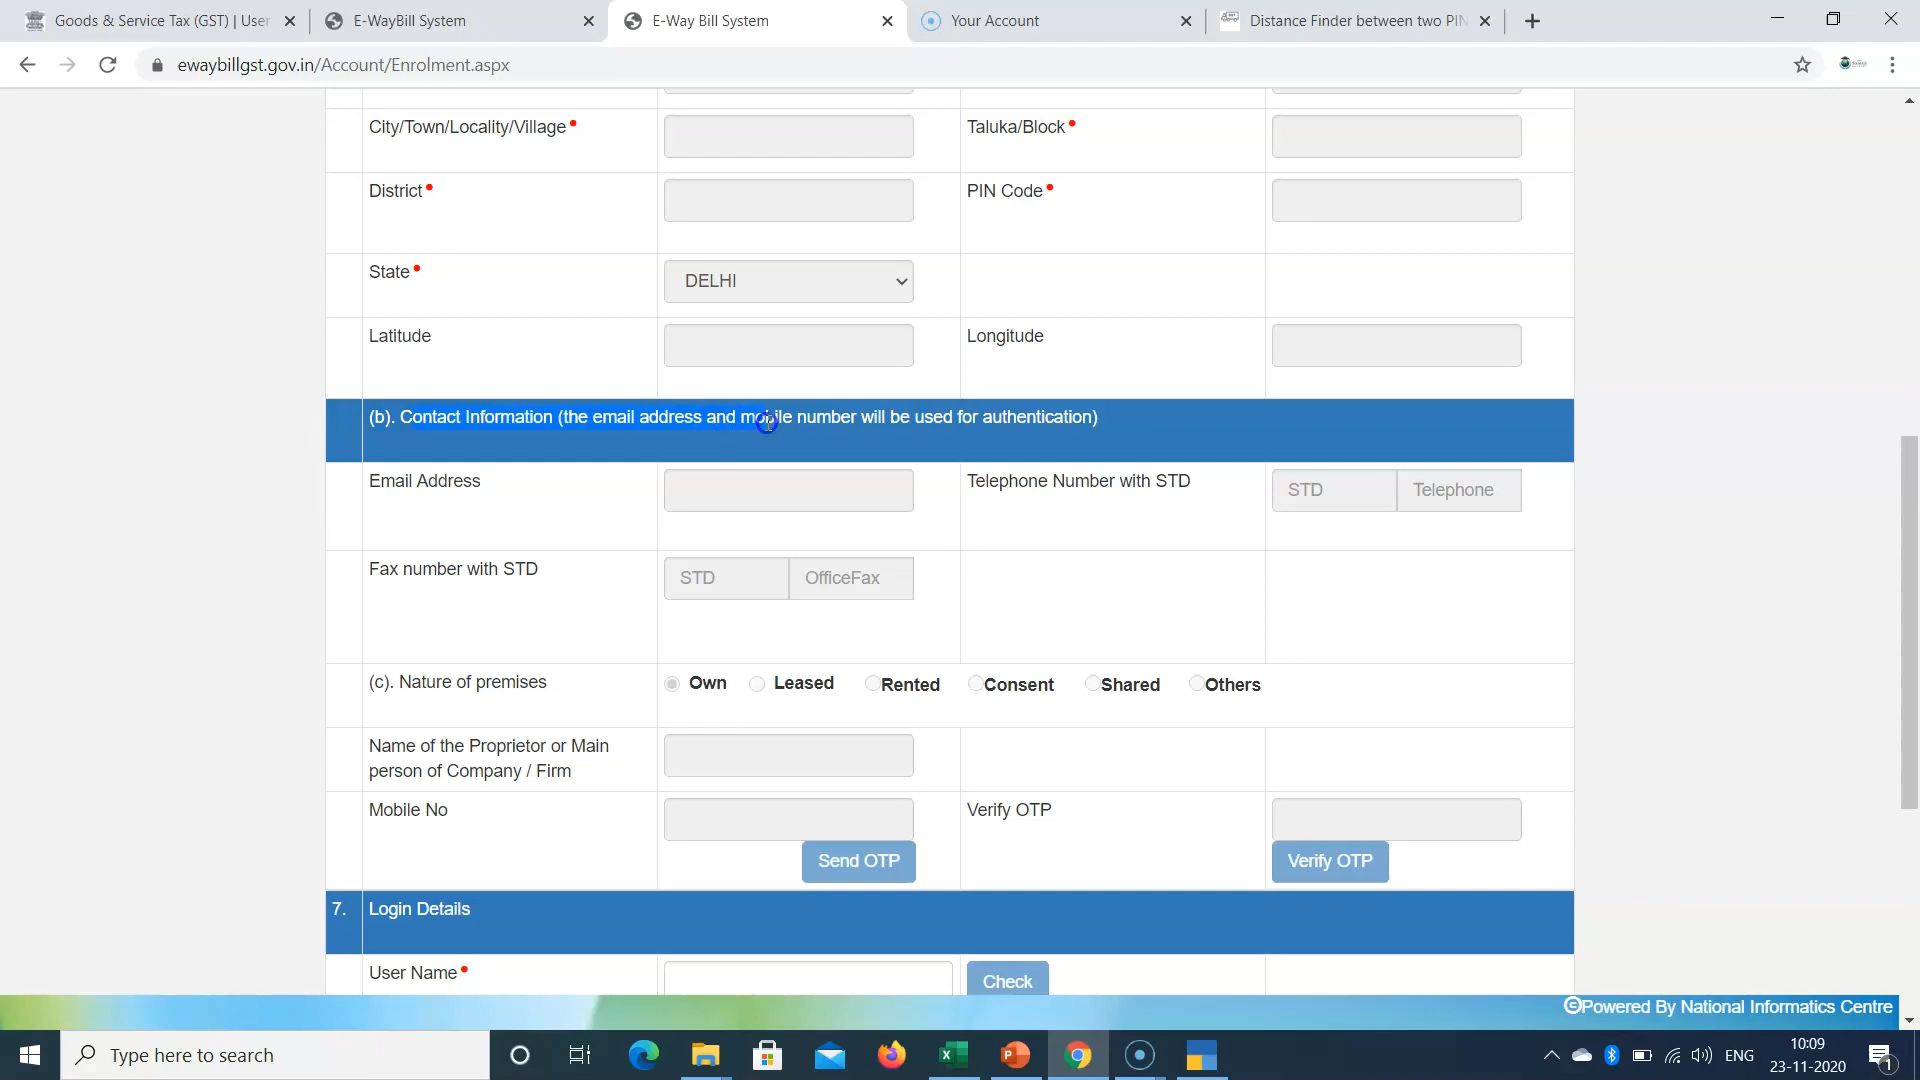 Goods & Service Tax (GST) | User
E-WayBill System
E-Way Bill System
Your Account
Distance Finder between two PIN
ewaybillgst.gov.in/Account/Enrolment.aspx
City/Town/Locality/Village
Taluka/Block
District
PIN Code
State
DELHI
Latitude
Longitude
(b). Contact Information (the email address and mobile number will be used for authentication)
Email Address
Telephone Number with STD
STD
Telephone
Fax number with STD
STD
OfficeFax
(c). Nature of premises
Own
Leased
Rented
Consent
Shared
Others
Name of the Proprietor or Main
person of Company / Firm
Mobile No
Verify OTP
Send OTP
Verify OTP
7.
Login Details
User Name
Check
©Powered By National Informatics Centre
Type here to search
ENG
10:09
23-11-2020
1